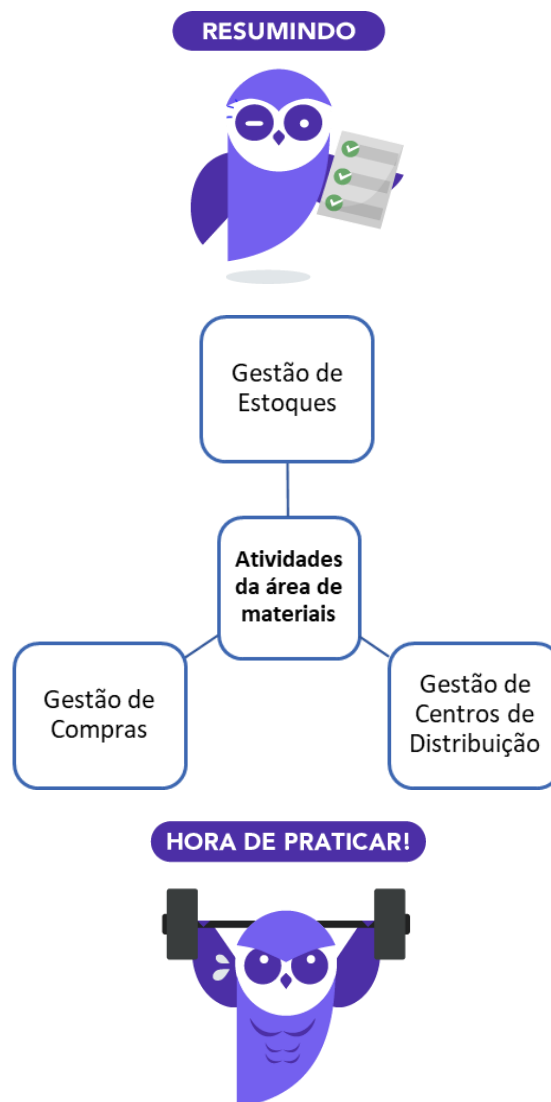 RESUMINDO
Gestão de
Estoques
Atividades
da área de
materiais
Gestão de
Compras
Gestão de
Centros de
Distribuição
HORA DE PRATICAR!